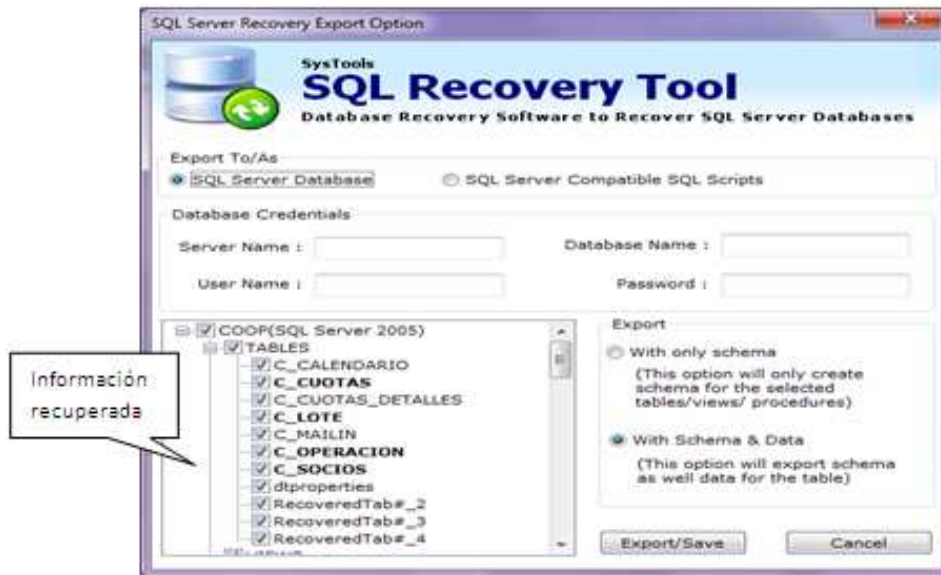 SQL Server Recovery Export Option
SysTools
SQL Recovery Tool
Database Recovery Software to Recover SQL Server Databases
Export To/As
SQL Server Database
SQL Server Compatible SQL Scripts
Database Credentials
Server Name :
Database Name :
User Name :
Password :
COOP(SQL Server 2005)
TABLES
C_CALENDARIO
C_CUOTAS
C_CUOTAS_DETALLES
C_LOTE
C_MAILIN
C_OPERACION
C_SOCIOS
dtproperties
RecoveredTab#_2
RecoveredTab#_3
RecoveredTab#_4
Información
recuperada
Export
With only schema
(This option will only create
schema for the selected
tables/views/ procedures)
With Schema & Data
(This option will export schema
as well data for the table)
Export/Save
Cancel